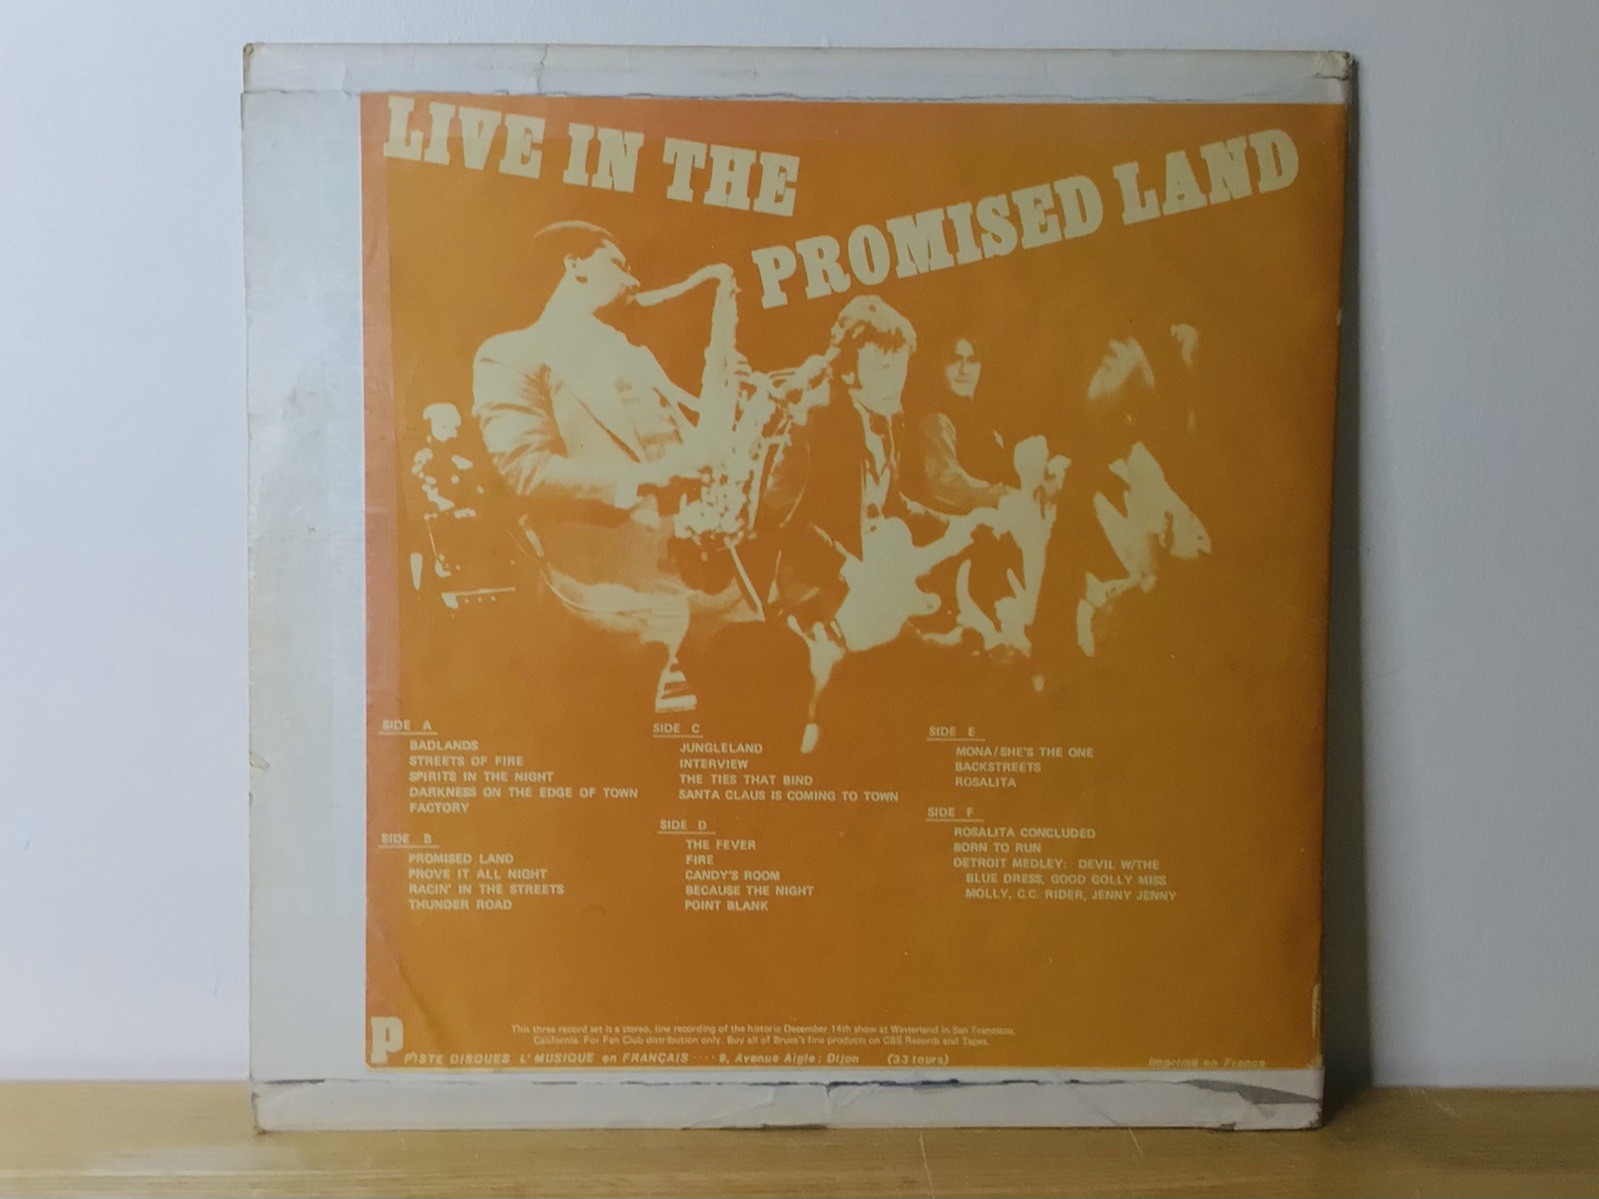 LIVE IN THE
PROMISED LAND
SIDE A
BADLANDS
STREETS OF FIRE
SPIRITS IN THE NIGHT
DARKNESS ON THE EDGE OF TOWN
FACTORY
SIDE B
PROMISED LAND
PROVE IT ALL NIGHT
RACIN' IN THE STREETS
THUNDER ROAD
SIDE C
JUNGLELAND
INTERVIEW
THE TIES THAT BIND
SANTA CLAUS IS COMING TO TOWN
SIDE D
THE FEVER
FIRE
CANDY'S ROOM
BECAUSE THE NIGHT
POINT BLANK
SIDE E
MONA/SHE'S THE ONE
BACKSTREETS
ROSALITA
SIDE F
ROSALITA CONCLUDED
BORN TO RUN
DETROIT MEDLEY: DEVIL W/THE
BLUE DRESS, GOOD GOLLY MISS
MOLLY, C.C. RIDER, JENNY JENNY
This three record set is a stereo, line recording of the historic December 14th show at Winterland in San Francisco,
California. For Fan Club distribution only. Buy all of Bruce's fine products on CBS Records and Tapes.
P
PISTE DISQUES L'MUSIQUE en FRANÇAIS ···· 9, Avenue Aigle : Dijon (33 tours)
imprimé en France